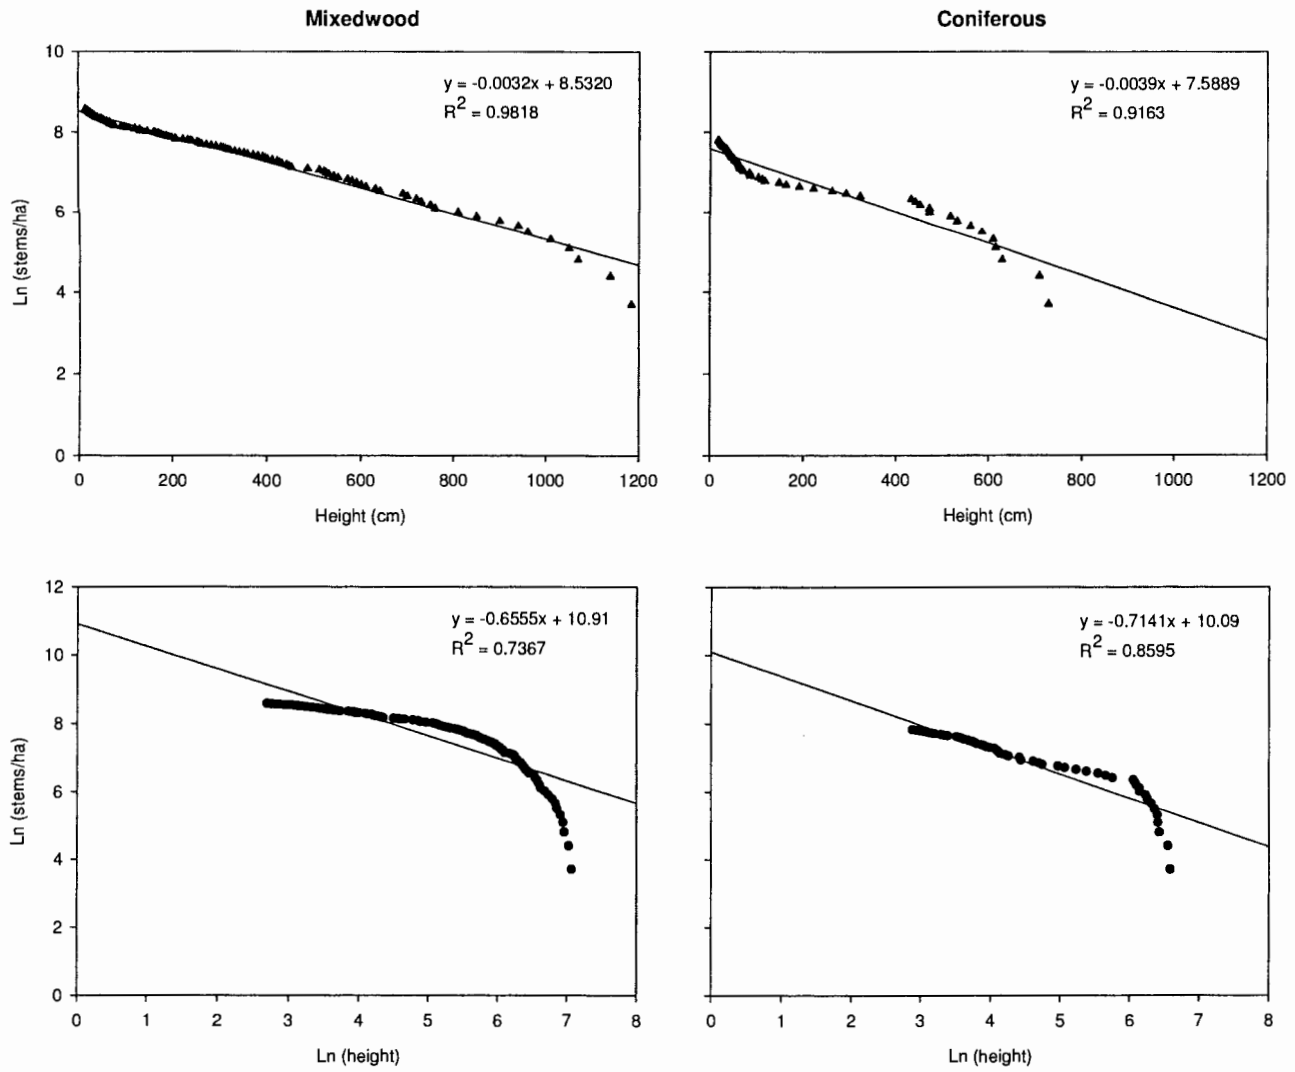 Mixedwood
Coniferous
10
8
6
4
2
0
Ln (stems/ha)
y = -0.0032x + 8.5320
R2 = 0.9818
0 200 400 600 800 1000 1200
Height (cm)
y = -0.0039x + 7.5889
R2 = 0.9163
0 200 400 600 800 1000 1200
Height (cm)
12
10
8
6
4
2
0
Ln (stems/ha)
y = -0.6555x + 10.91
R2 = 0.7367
0 1 2 3 4 5 6 7 8
Ln (height)
y = -0.7141x + 10.09
R2 = 0.8595
0 1 2 3 4 5 6 7 8
Ln (height)